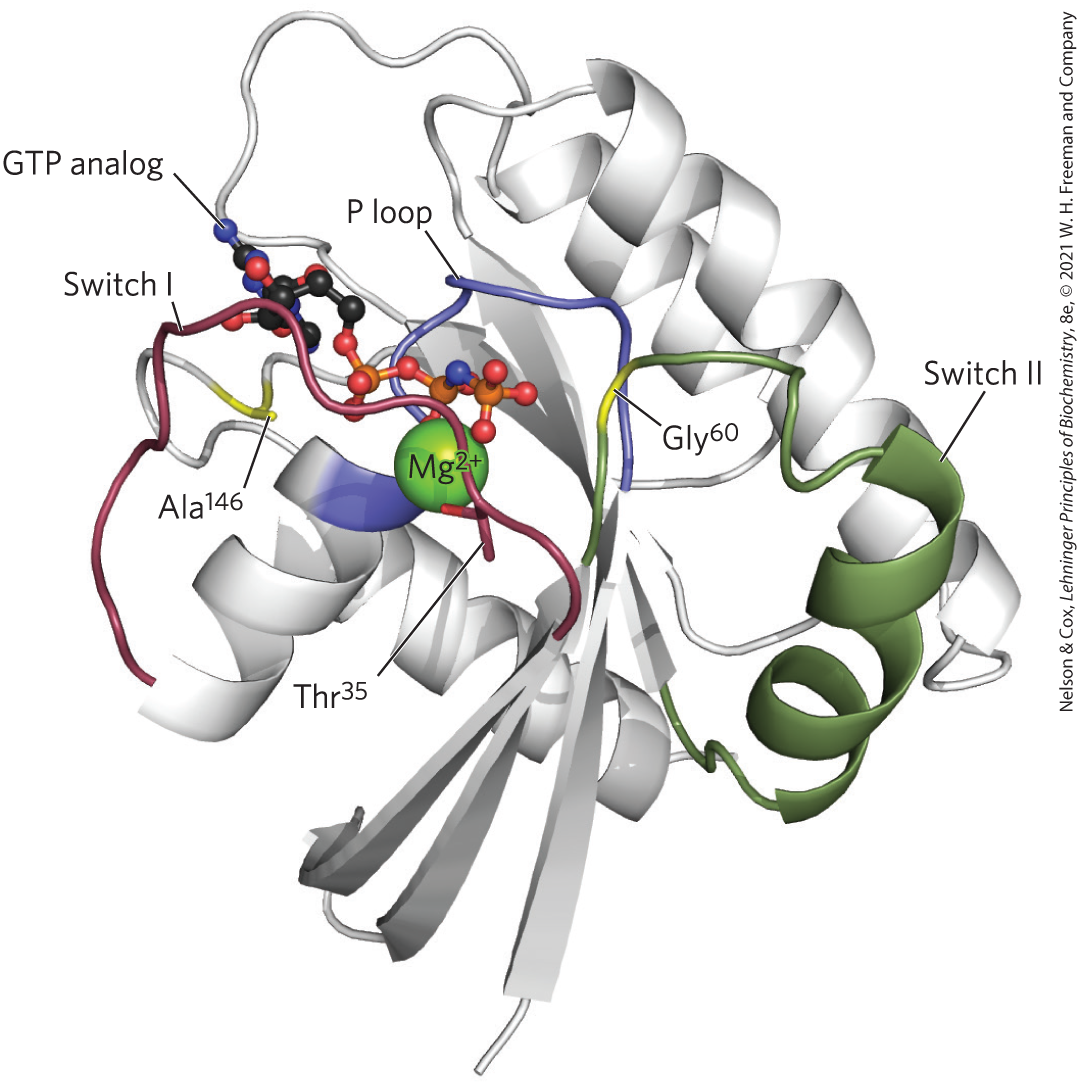 GTP analog
P loop
Switch I
Switch II
Gly⁶⁰
Mg²⁺
Ala¹⁴⁶
Thr³⁵
Nelson & Cox, Lehninger Principles of Biochemistry, 8e, © 2021 W. H. Freeman and Company